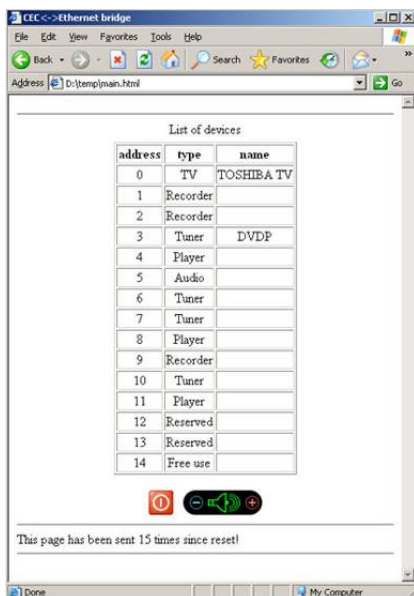 CEC<->Ethernet bridge
File Edit View Favorites Tools Help
Back Search Favorites »
Address D:\temp\main.html Go
List of devices
address type name
0 TV TOSHIBA TV
1 Recorder
2 Recorder
3 Tuner DVDP
4 Player
5 Audio
6 Tuner
7 Tuner
8 Player
9 Recorder
10 Tuner
11 Player
12 Reserved
13 Reserved
14 Free use
This page has been sent 15 times since reset!
Done My Computer